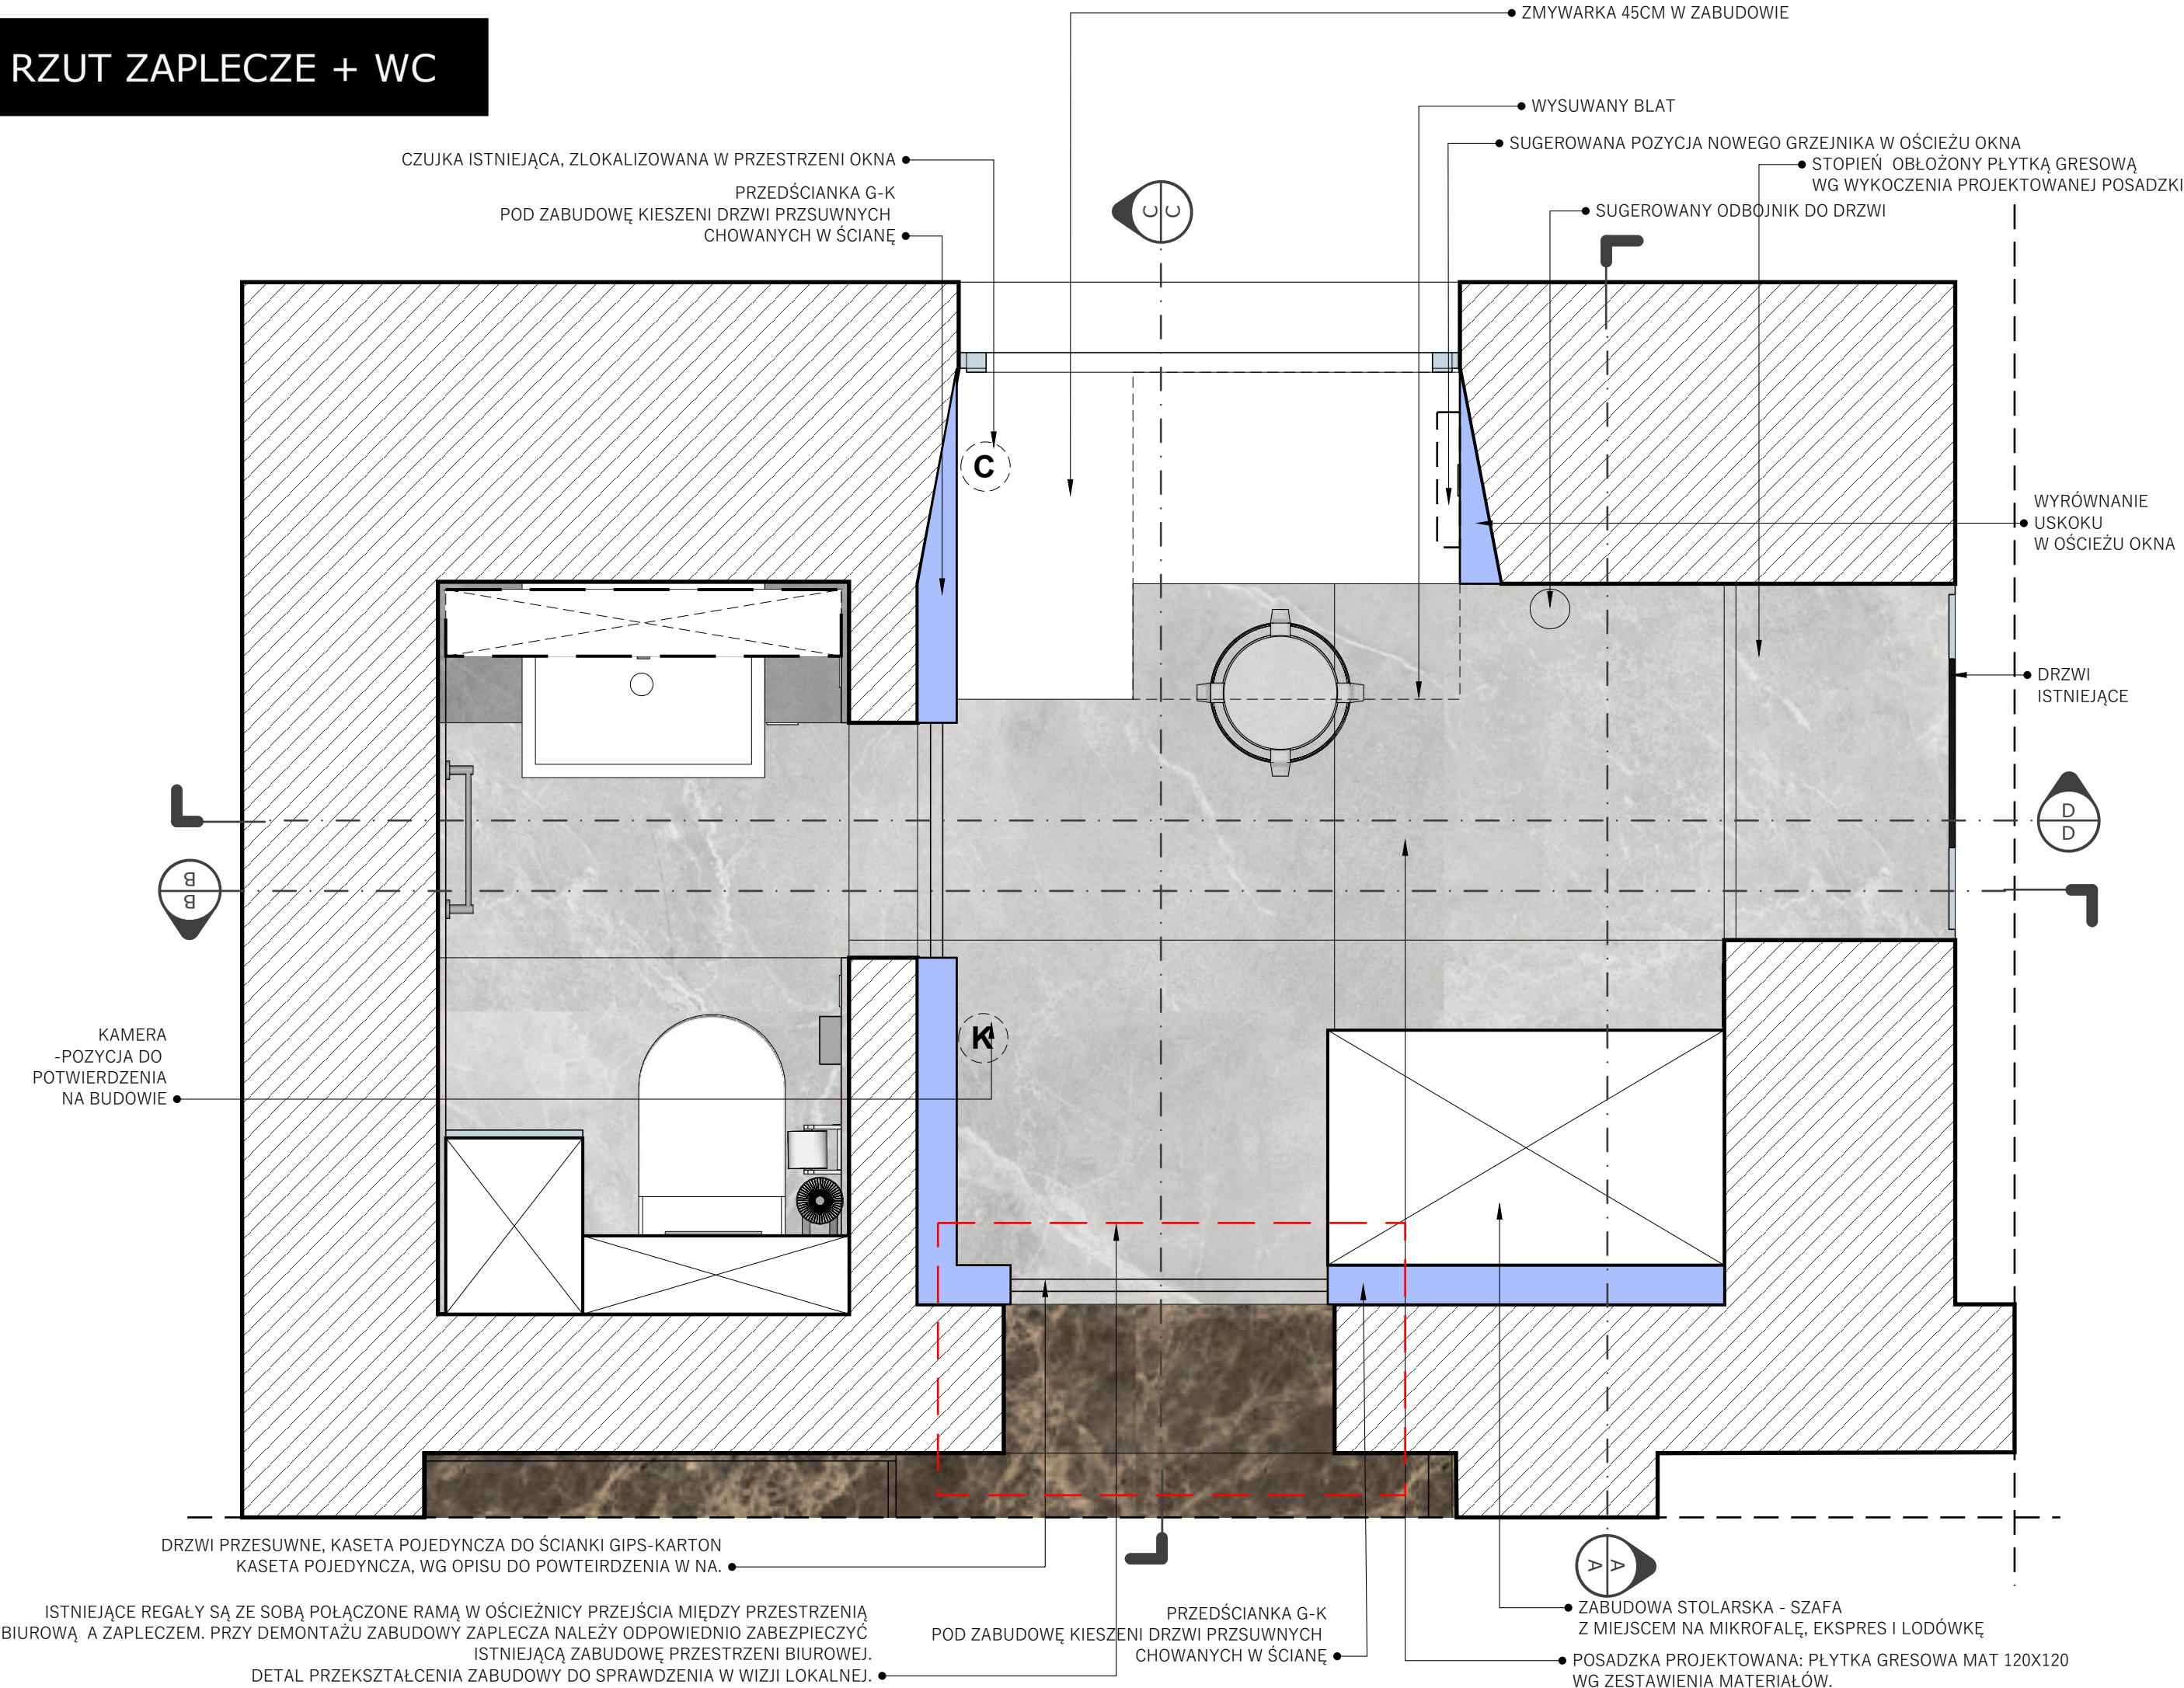 RZUT ZAPLECZE + WC
ZMYWARKA 45CM W ZABUDOWIE
WYSUWANY BLAT
SUGEROWANA POZYCJA NOWEGO GRZEJNIKA W OŚCIEŻU OKNA
STOPIEŃ OBŁOŻONY PŁYTKĄ GRESOWĄ
WG WYKOCZENIA PROJEKTOWANEJ POSADZKI
SUGEROWANY ODBOJNIK DO DRZWI
CZUJKA ISTNIEJĄCA, ZLOKALIZOWANA W PRZESTRZENI OKNA
PRZEDŚCIANKA G-K
POD ZABUDOWĘ KIESZENI DRZWI PRZSUWNYCH
CHOWANYCH W ŚCIANĘ
C
C
C
WYRÓWNANIE
USKOKU
W OŚCIEŻU OKNA
DRZWI
ISTNIEJĄCE
D
D
B
B
K
KAMERA
-POZYCJA DO
POTWIERDZENIA
NA BUDOWIE
DRZWI PRZESUWNE, KASETA POJEDYNCZA DO ŚCIANKI GIPS-KARTON
KASETA POJEDYNCZA, WG OPISU DO POWTEIRDZENIA W NA.
ISTNIEJĄCE REGAŁY SĄ ZE SOBĄ POŁĄCZONE RAMĄ W OŚCIEŻNICY PRZEJŚCIA MIĘDZY PRZESTRZENIĄ
BIUROWĄ A ZAPLECZEM. PRZY DEMONTAŻU ZABUDOWY ZAPLECZA NALEŻY ODPOWIEDNIO ZABEZPIECZYĆ
ISTNIEJĄCĄ ZABUDOWĘ PRZESTRZENI BIUROWEJ.
DETAL PRZEKSZTAŁCENIA ZABUDOWY DO SPRAWDZENIA W WIZJI LOKALNEJ.
PRZEDŚCIANKA G-K
POD ZABUDOWĘ KIESZENI DRZWI PRZSUWNYCH
CHOWANYCH W ŚCIANĘ
A
A
ZABUDOWA STOLARSKA - SZAFA
Z MIEJSCEM NA MIKROFALĘ, EKSPRES I LODÓWKĘ
POSADZKA PROJEKTOWANA: PŁYTKA GRESOWA MAT 120X120
WG ZESTAWIENIA MATERIAŁÓW.